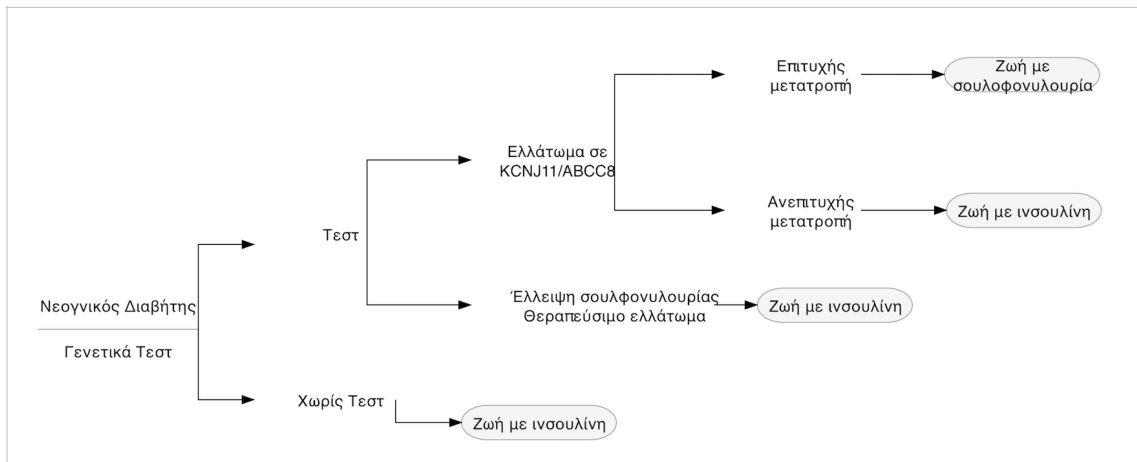 Επιτυχής
μετατροπή
Ζωή με
σουλοφονυλουρία
Ελλάτωμα σε
KCNJ11/ABCC8
Ανεπιτυχής
μετατροπή
Ζωή με ινσουλίνη
Τεστ
Νεογνικός Διαβήτης
Γενετικά Τεστ
Έλλειψη σουλφονυλουρίας
Θεραπεύσιμο ελλάτωμα
Ζωή με ινσουλίνη
Χωρίς Τεστ
Ζωή με ινσουλίνη